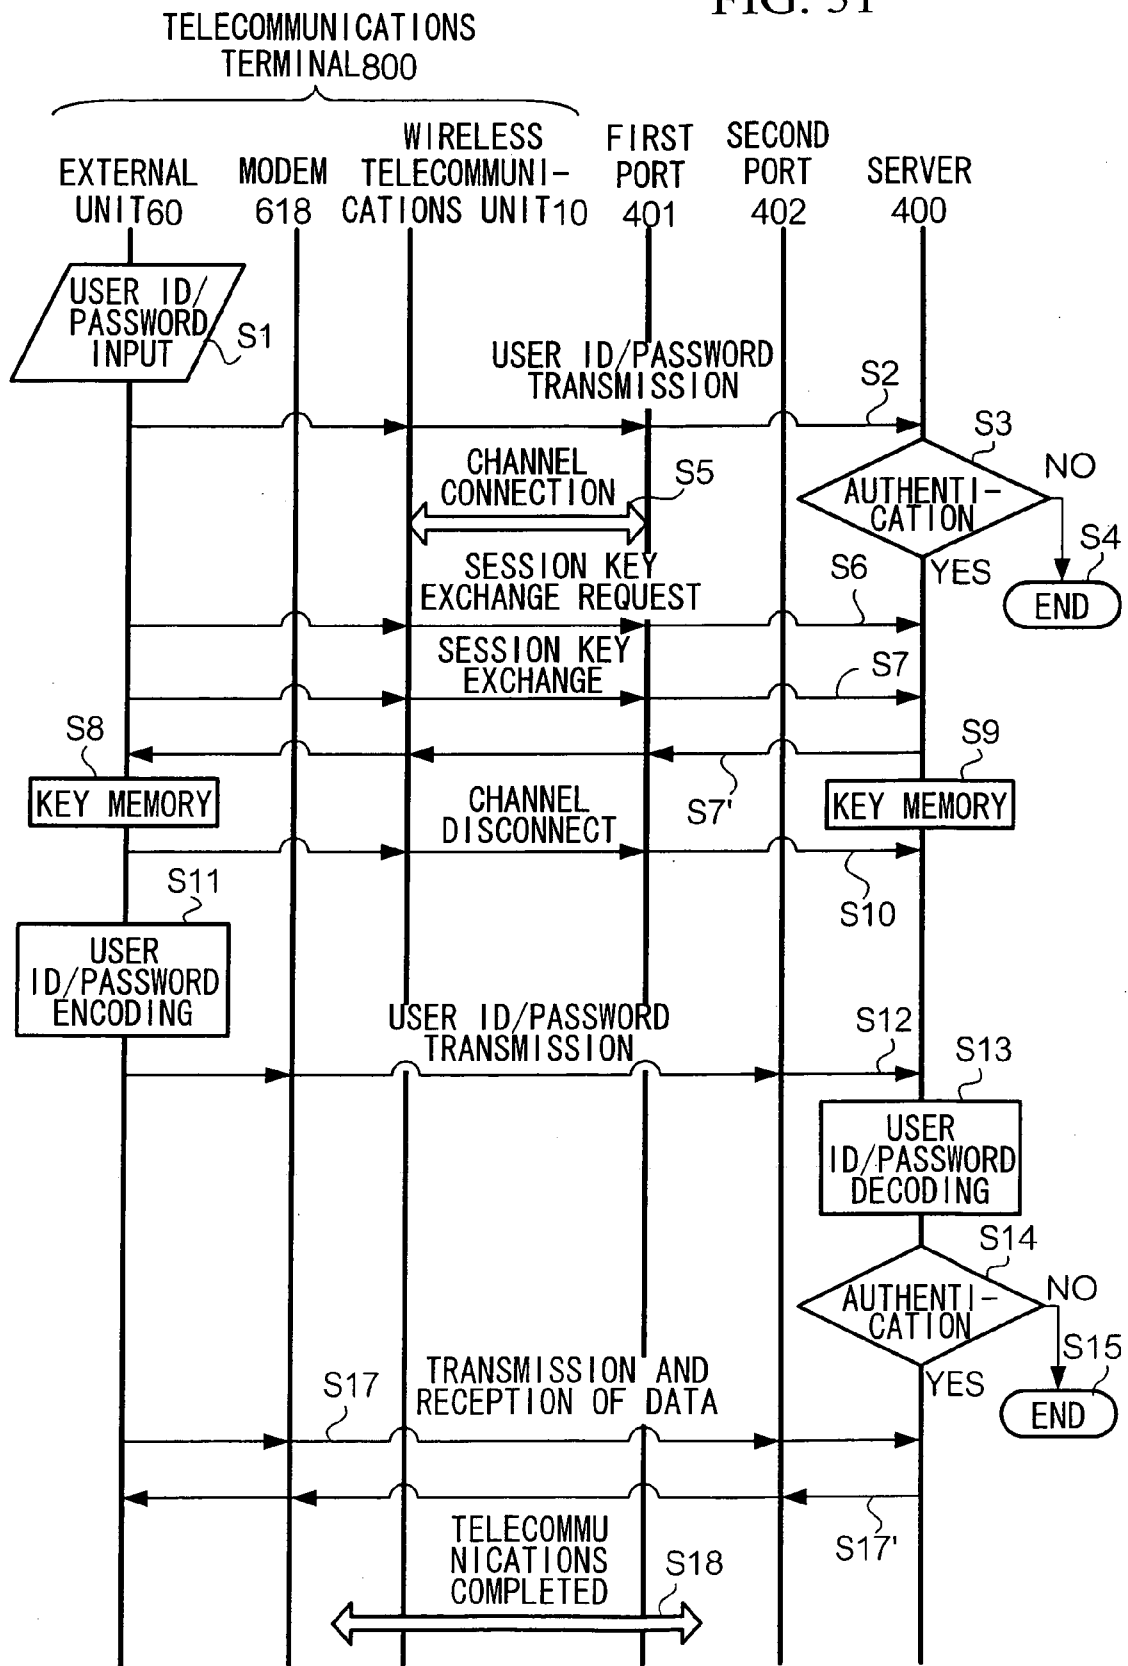 FIG. 31
TELECOMMUNICATIONS
TERMINAL800
EXTERNAL
UNIT60
MODEM
618
WIRELESS
TELECOMMUNI-
CATIONS UNIT10
FIRST
PORT
401
SECOND
PORT
402
SERVER
400
USER ID/
PASSWORD
INPUT
S1
USER ID/PASSWORD
TRANSMISSION
S2
S3
AUTHENTI-
CATION
NO
S4
END
YES
CHANNEL
CONNECTION
S5
SESSION KEY
EXCHANGE REQUEST
S6
SESSION KEY
EXCHANGE
S7
S7'
S8
KEY MEMORY
S9
KEY MEMORY
CHANNEL
DISCONNECT
S10
S11
USER
ID/PASSWORD
ENCODING
USER ID/PASSWORD
TRANSMISSION
S12
S13
USER
ID/PASSWORD
DECODING
S14
AUTHENTI-
CATION
NO
S15
END
YES
S17
TRANSMISSION AND
RECEPTION OF DATA
S17'
TELECOMMU
NICATIONS
COMPLETED
S18